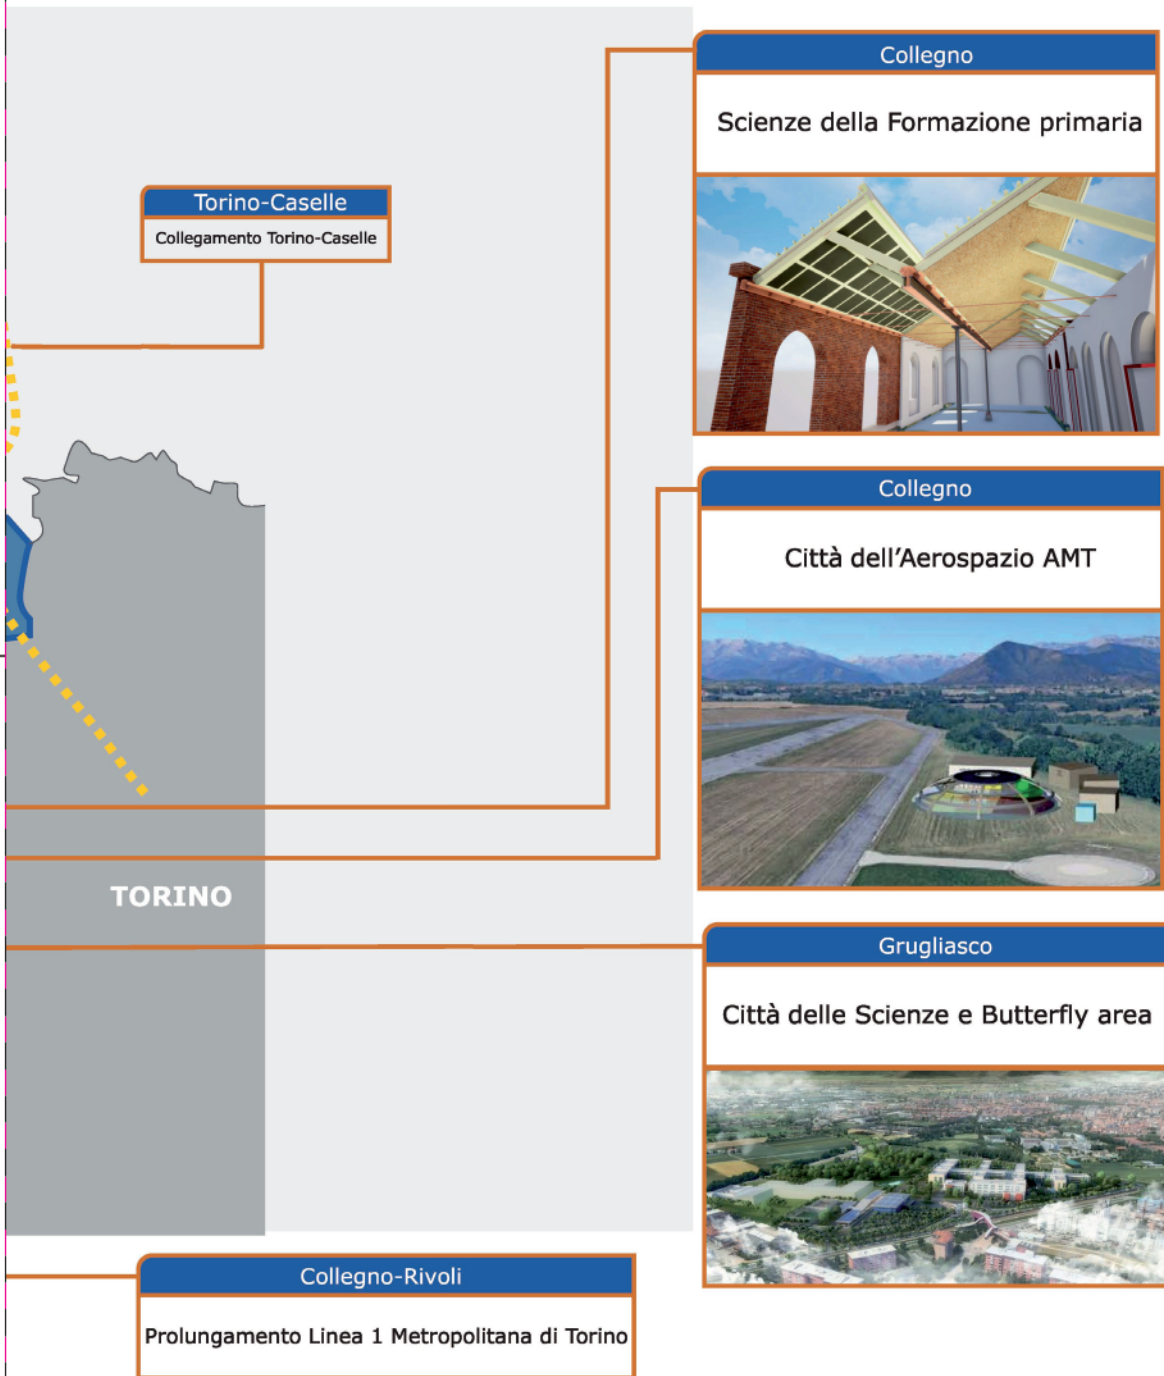 Collegno
Scienze della Formazione primaria
Torino-Caselle
Collegamento Torino-Caselle
Collegno
Città dell'Aerospazio AMT
TORINO
Grugliasco
Città delle Scienze e Butterfly area
Collegno-Rivoli
Prolungamento Linea 1 Metropolitana di Torino